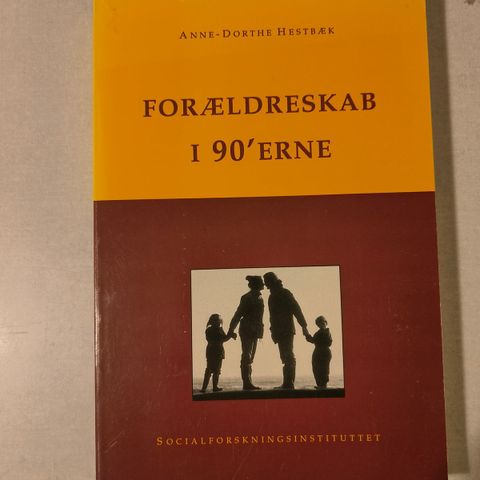 ANNE-DORTHE HESTBÆK
FORÆLDRESKAB
I 90'ERNE
SOCIALFORSKNINGSINSTITUTTET